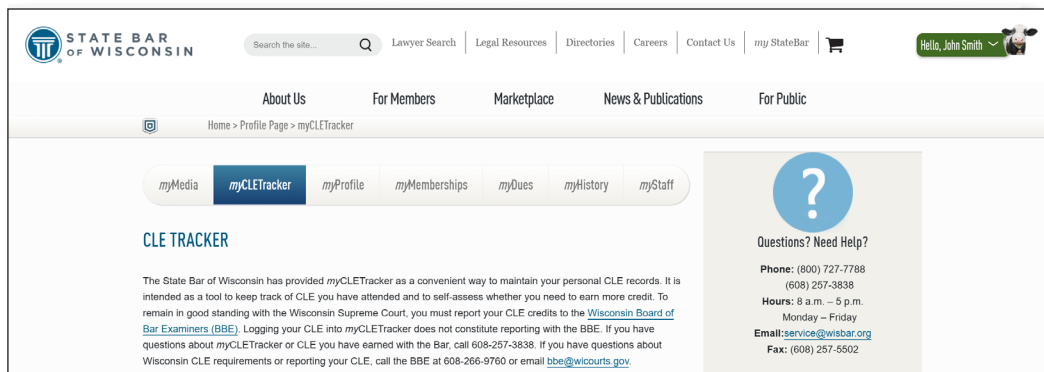 STATE BAR
OF WISCONSIN
Search the site...
Lawyer Search
Legal Resources
Directories
Careers
Contact Us
my StateBar
Hello, John Smith
About Us
For Members
Marketplace
News & Publications
For Public
Home > Profile Page > myCLETracker
myMedia
myCLETracker
myProfile
myMemberships
myDues
myHistory
myStaff
CLE TRACKER
The State Bar of Wisconsin has provided myCLETracker as a convenient way to maintain your personal CLE records. It is
intended as a tool to keep track of CLE you have attended and to self-assess whether you need to earn more credit. To
remain in good standing with the Wisconsin Supreme Court, you must report your CLE credits to the Wisconsin Board of
Bar Examiners (BBE). Logging your CLE into myCLETracker does not constitute reporting with the BBE. If you have
questions about myCLETracker or CLE you have earned with the Bar, call 608-257-3838. If you have questions about
Wisconsin CLE requirements or reporting your CLE, call the BBE at 608-266-9760 or email bbe@wicourts.gov.
?
Questions? Need Help?
Phone: (800) 727-7788
(608) 257-3838
Hours: 8 a.m. – 5 p.m.
Monday – Friday
Email:service@wisbar.org
Fax: (608) 257-5502